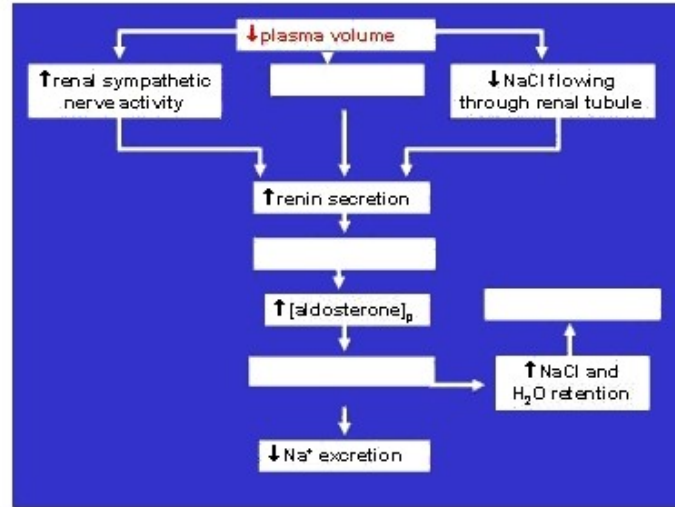 ↓plasma volume
↑renal sympathetic
nerve activity
↓NaCl flowing
through renal tubule
↑renin secretion
↑[aldosterone]ₚ
↑NaCl and
H₂O retention
↓Na⁺ excretion